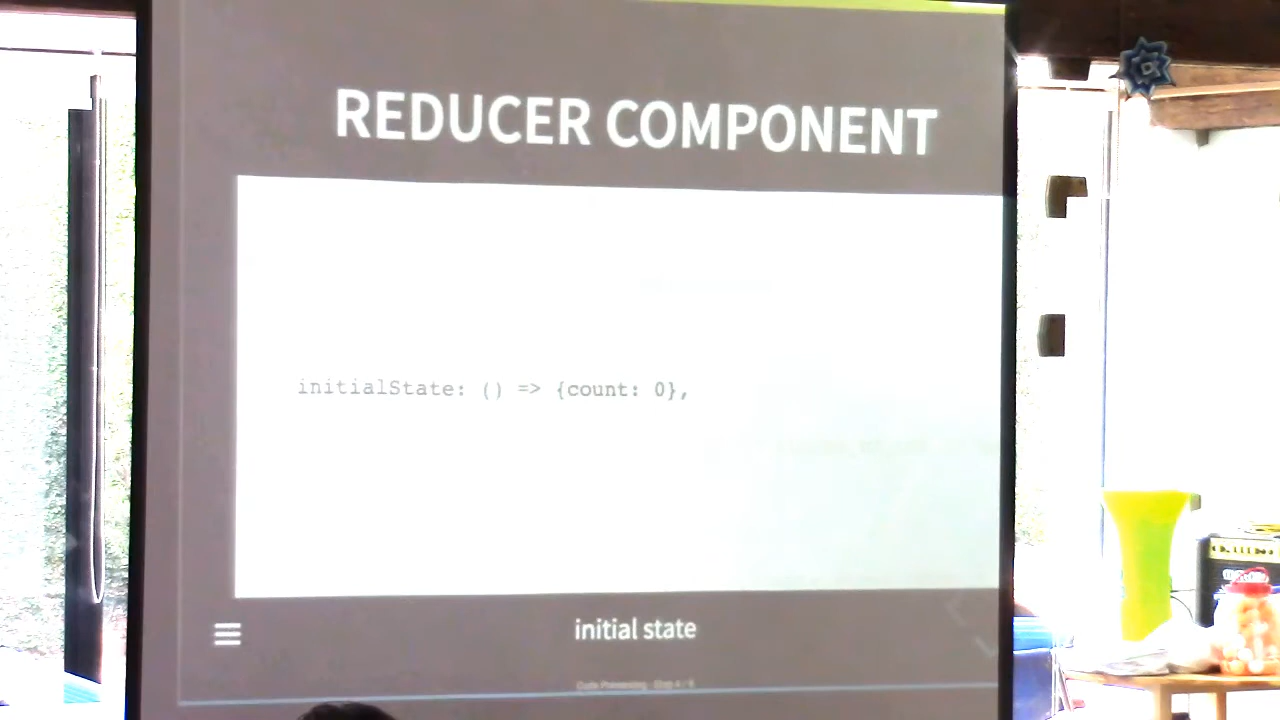 REDUCER COMPONENT
initialState: () => {count: 0},
initial state